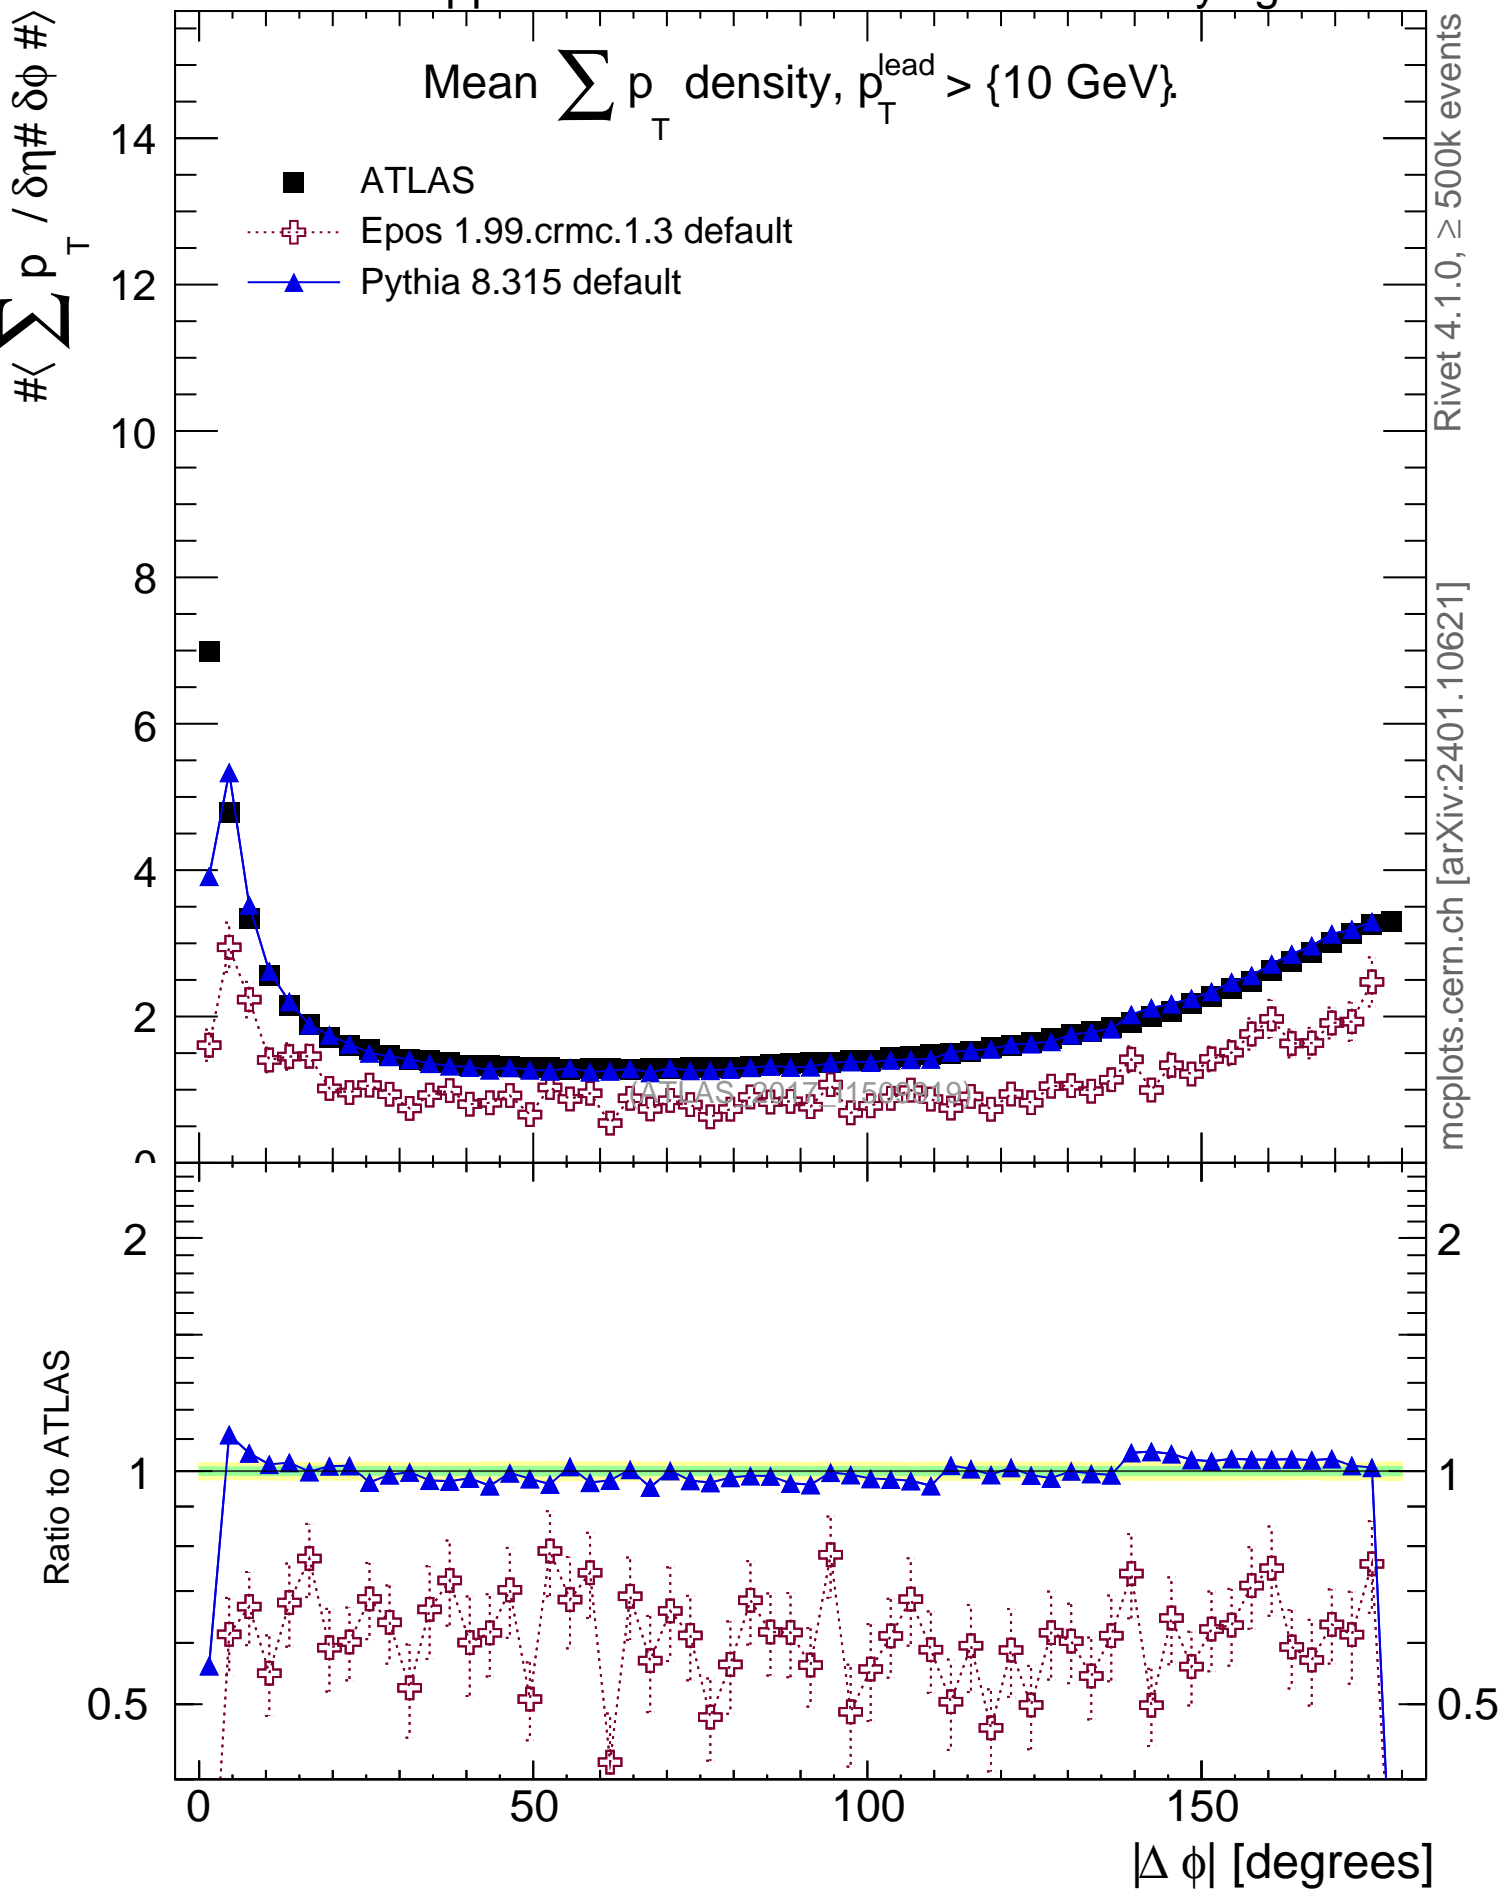 Mean ∑ p_T density, p_T^lead > {10 GeV}.
#⟨ ∑ p_T / δη# δϕ #⟩
ATLAS
Epos 1.99.crmc.1.3 default
Pythia 8.315 default
14
12
10
8
6
4
2
0
(ATLAS_2017_I1509919)
Rivet 4.1.0, ≥ 500k events
mcplots.cern.ch [arXiv:2401.10621]
Ratio to ATLAS
2
1
0.5
2
1
0.5
0
50
100
150
|Δ ϕ| [degrees]